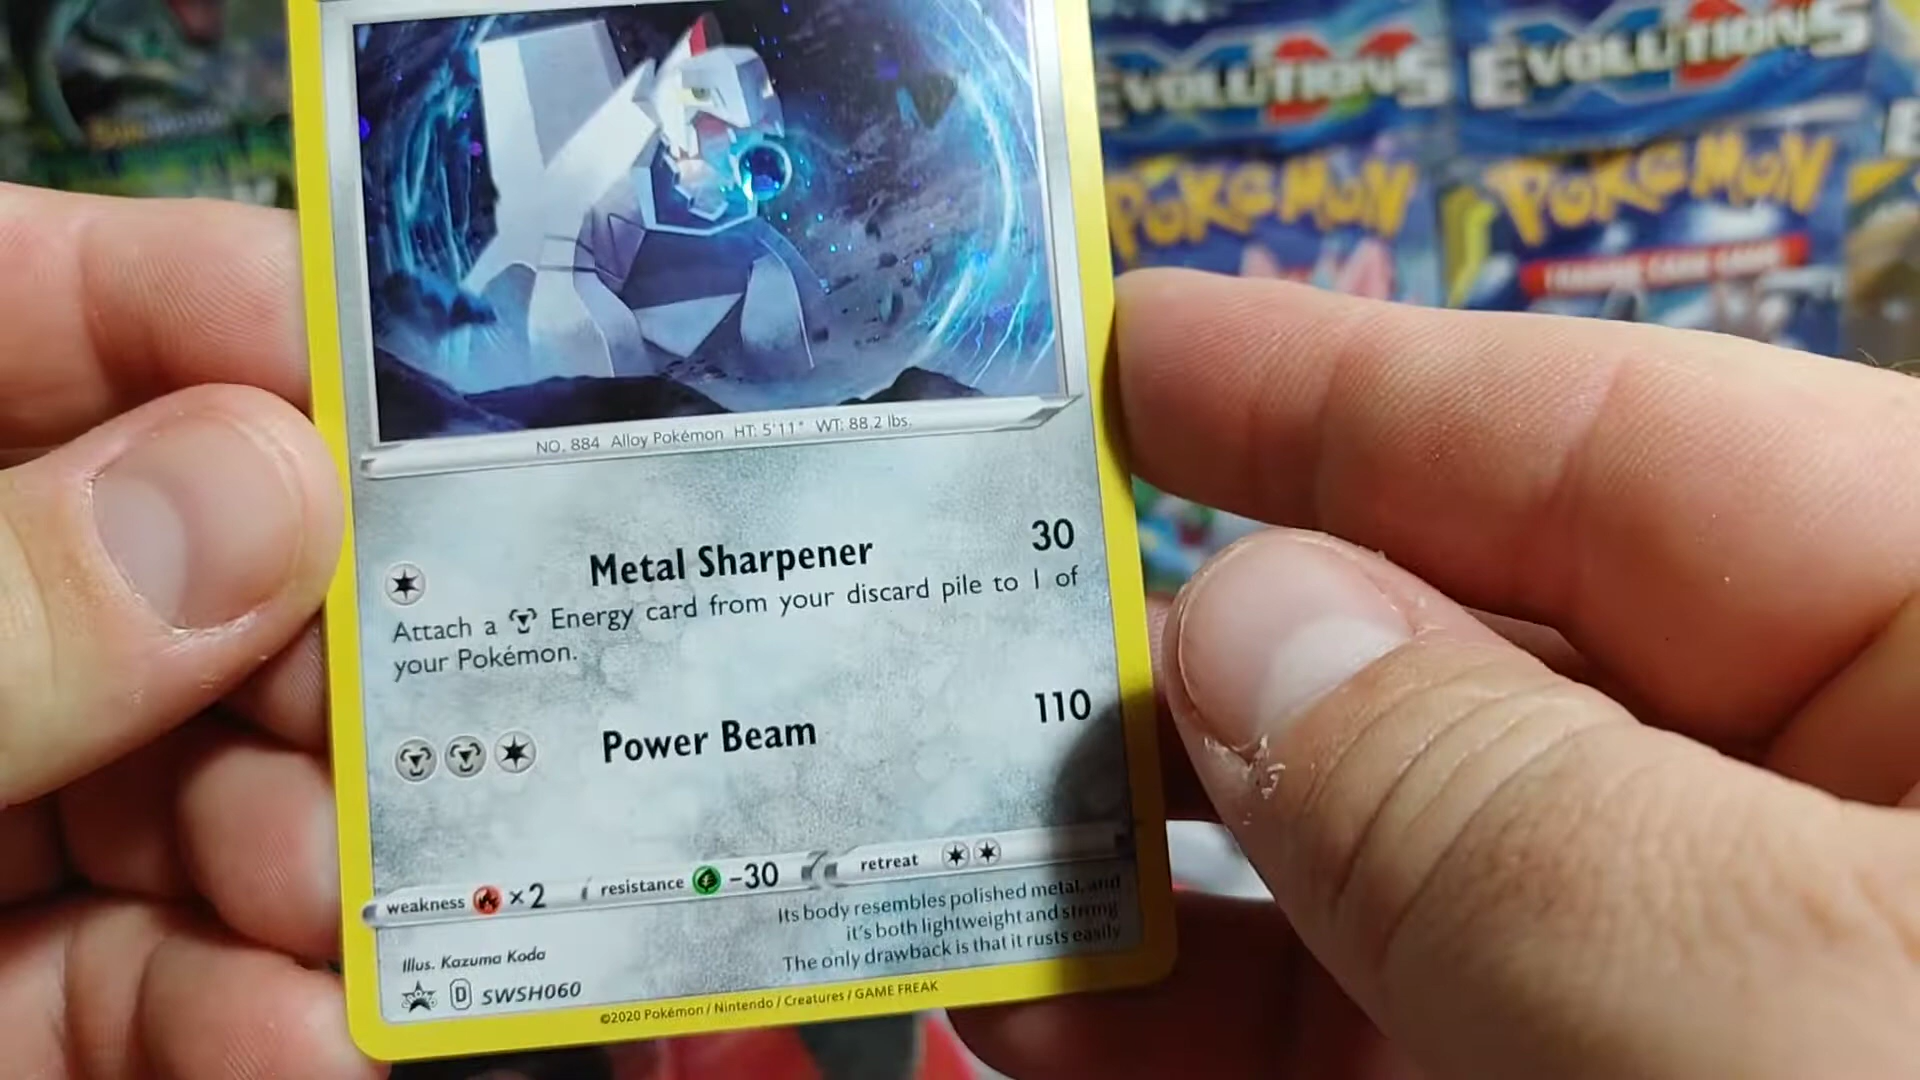 EVOLUTIONS
EVOLUTIONS
POKéMON
POKéMON
TRADING CARD GAME
NO. 884 Alloy Pokémon HT: 5'11" WT: 88.2 lbs.
Metal Sharpener 30
Attach a Energy card from your discard pile to 1 of
your Pokémon.
Power Beam 110
weakness ×2 resistance -30 retreat
Its body resembles polished metal, and
it's both lightweight and strong.
The only drawback is that it rusts easily
Illus. Kazuma Koda
D SWSH060
©2020 Pokémon / Nintendo / Creatures / GAME FREAK